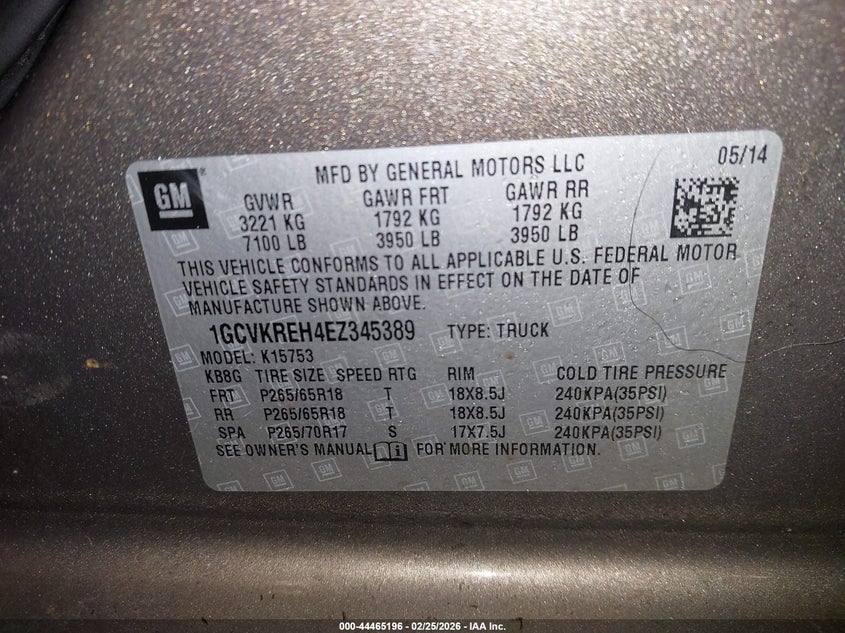 GM
MFD BY GENERAL MOTORS LLC
05/14
GVWR GAWR FRT GAWR RR
3221 KG 1792 KG 1792 KG
7100 LB 3950 LB 3950 LB
THIS VEHICLE CONFORMS TO ALL APPLICABLE U.S. FEDERAL MOTOR
VEHICLE SAFETY STANDARDS IN EFFECT ON THE DATE OF
MANUFACTURE SHOWN ABOVE.
1GCVKREH4EZ345389 TYPE: TRUCK
MODEL: K15753
KB8G TIRE SIZE SPEED RTG RIM COLD TIRE PRESSURE
FRT P265/65R18 T 18X8.5J 240KPA(35PSI)
RR P265/65R18 T 18X8.5J 240KPA(35PSI)
SPA P265/70R17 S 17X7.5J 240KPA(35PSI)
SEE OWNER'S MANUAL FOR MORE INFORMATION.
000-44465196 - 02/25/2026 - IAA Inc.